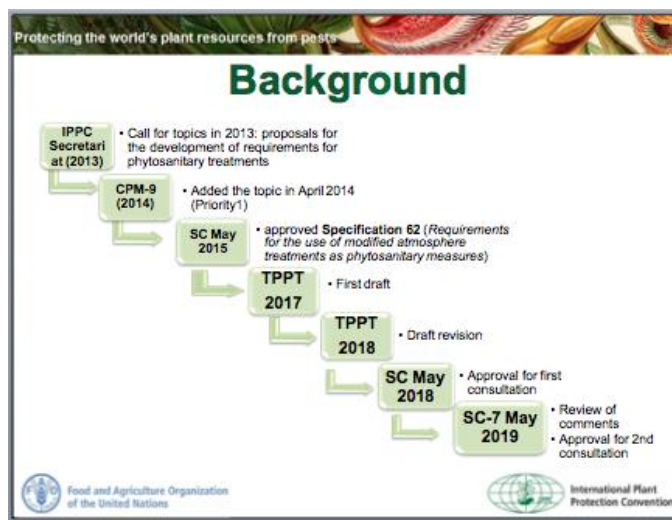 Protecting the world's plant resources from pests
Background
IPPC
Secretari
at (2013)
• Call for topics in 2013: proposals for
the development of requirements for
phytosanitary treatments
CPM-9
(2014)
• Added the topic in April 2014
(Priority1)
SC May
2015
• approved Specification 62 (Requirements
for the use of modified atmosphere
treatments as phytosanitary measures)
TPPT
2017
• First draft
TPPT
2018
• Draft revision
SC May
2018
• Approval for first
consultation
SC-7 May
2019
• Review of
comments
• Approval for 2nd
consultation
Food and Agriculture Organization
of the United Nations
International Plant
Protection Convention